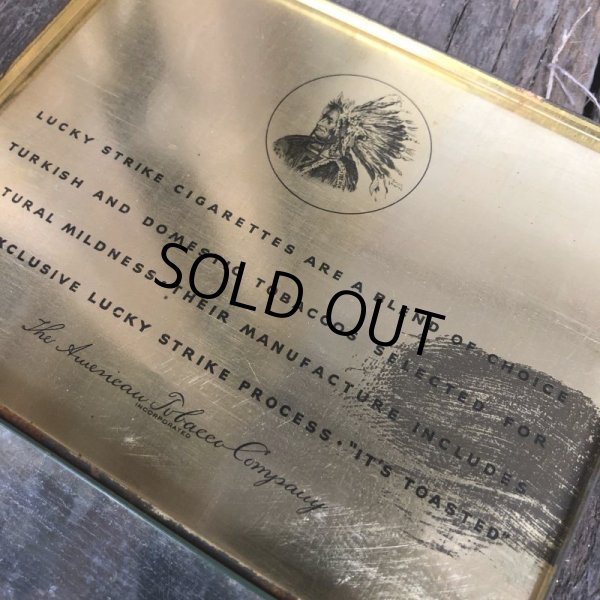 LUCKY STRIKE CIGARETTES ARE A BLEND OF CHOICE
TURKISH AND DOMESTIC TOBACCOS SELECTED FOR
TURAL MILDNESS. THEIR MANUFACTURE INCLUDES
XCLUSIVE LUCKY STRIKE PROCESS. "IT'S TOASTED"
The American Tobacco Company
INCORPORATED
SOLD OUT